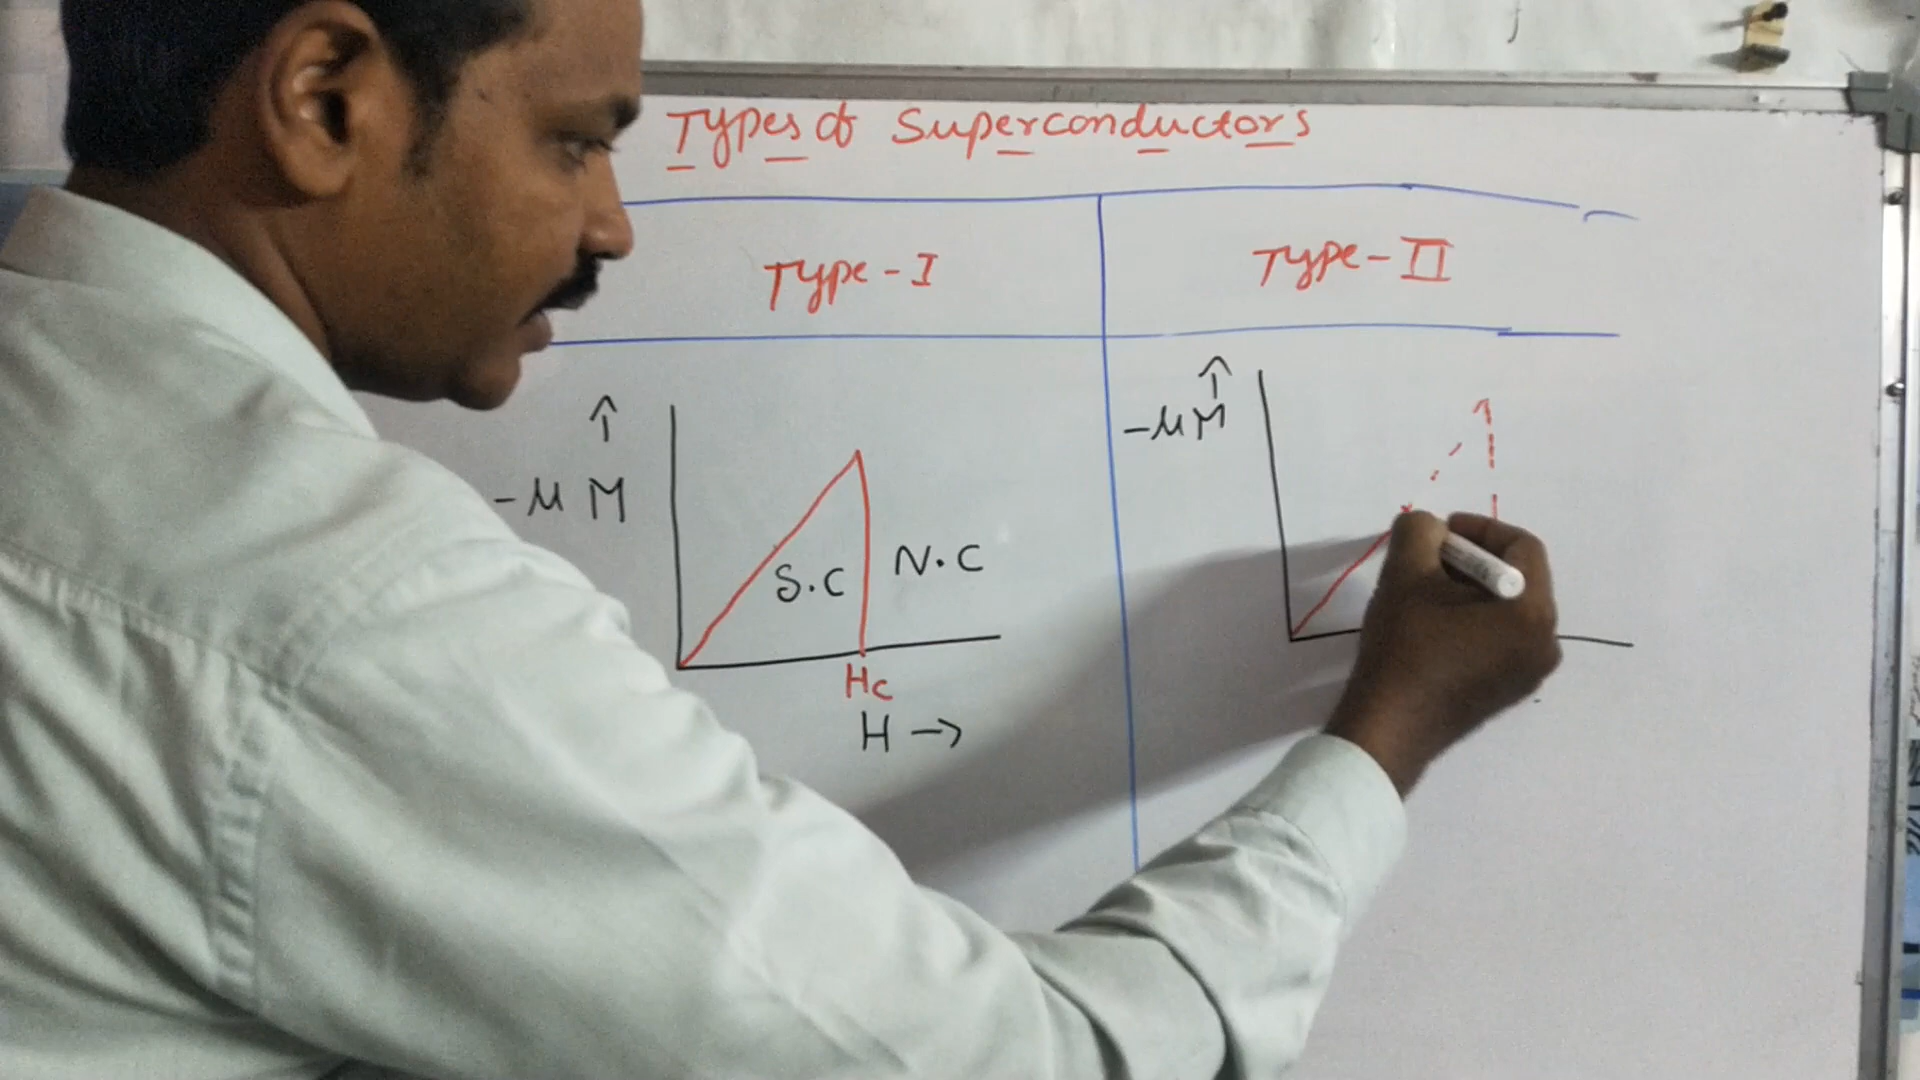 Types of Superconductors
Type-I
Type-II
-μM
S.C
N.C
Hc
H→
-μM